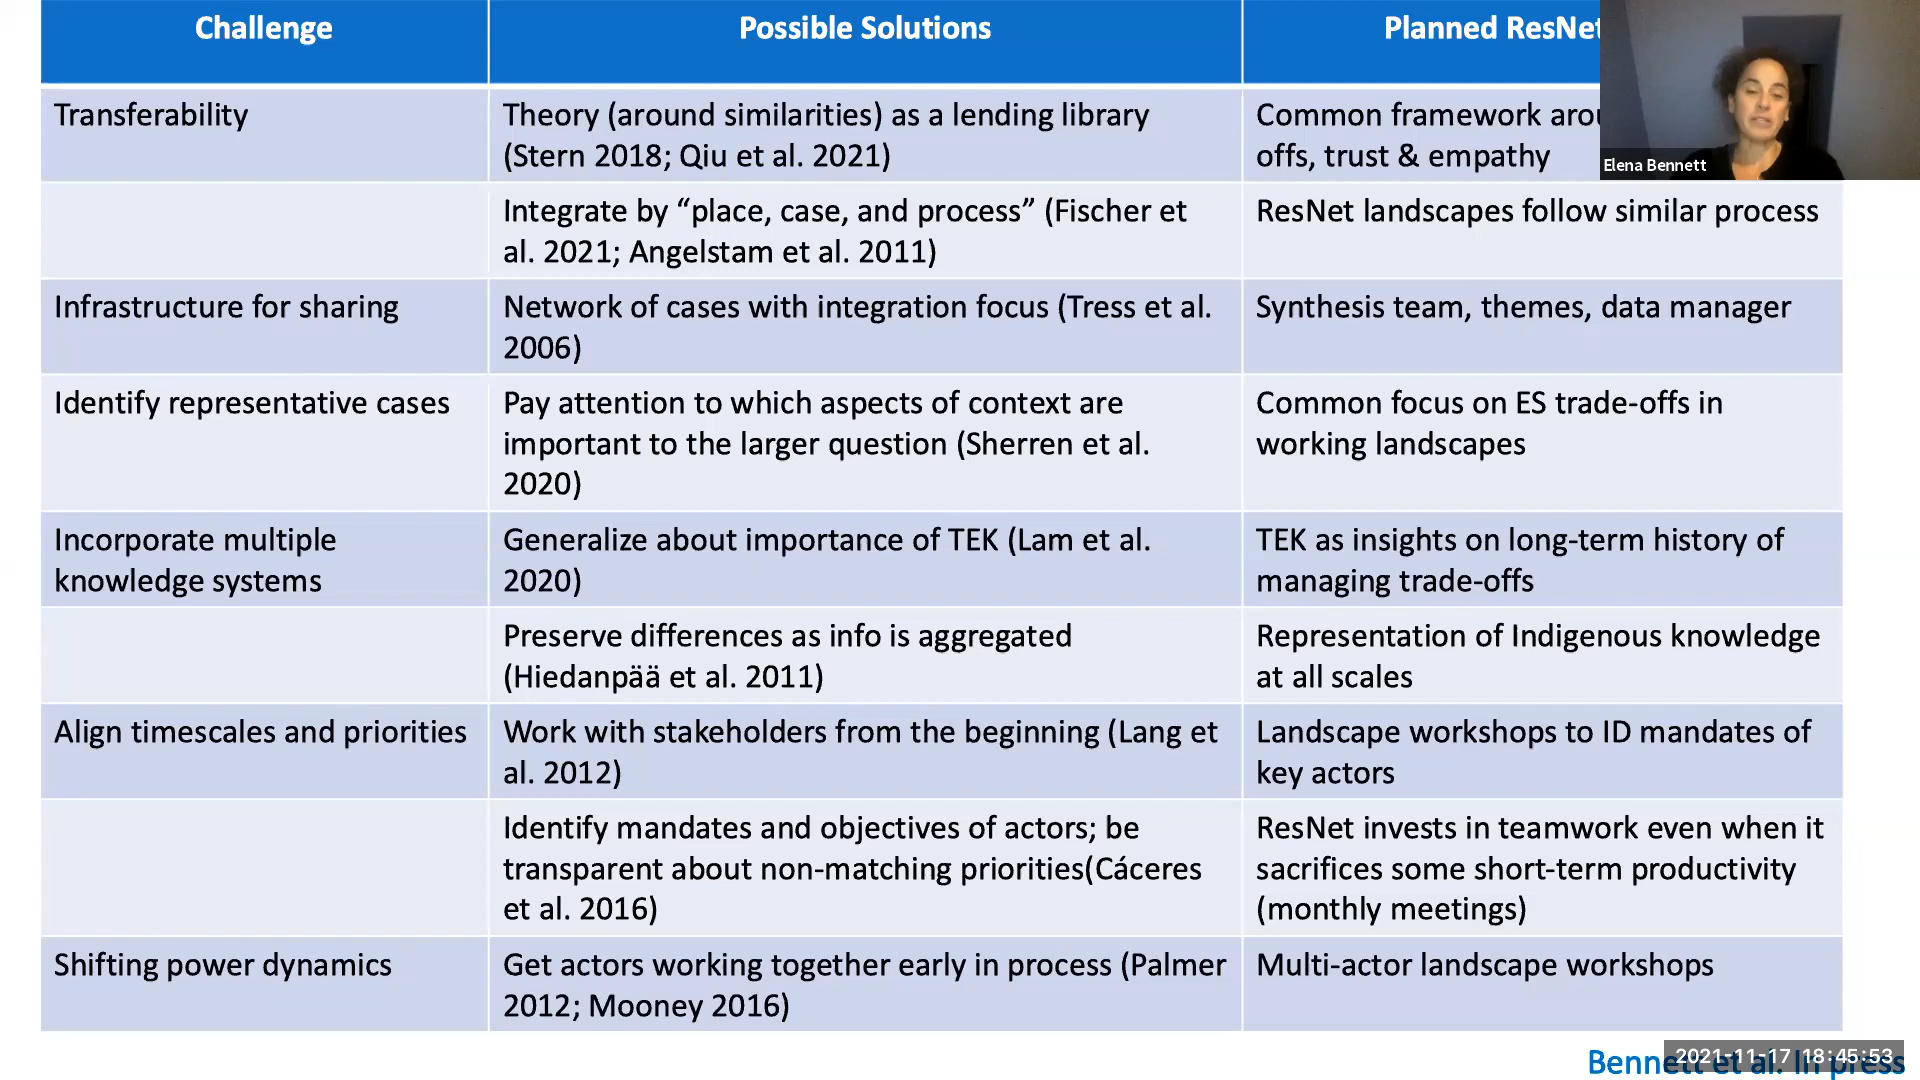 Challenge
Possible Solutions
Planned ResNet
Transferability
Theory (around similarities) as a lending library
(Stern 2018; Qiu et al. 2021)
Common framework
offs, trust & empathy
Elena Bennett
Integrate by “place, case, and process” (Fischer et
al. 2021; Angelstam et al. 2011)
ResNet landscapes follow similar process
Infrastructure for sharing
Network of cases with integration focus (Tress et al.
2006)
Synthesis team, themes, data manager
Identify representative cases
Pay attention to which aspects of context are
important to the larger question (Sherren et al.
2020)
Common focus on ES trade-offs in
working landscapes
Incorporate multiple
knowledge systems
Generalize about importance of TEK (Lam et al.
2020)
TEK as insights on long-term history of
managing trade-offs
Preserve differences as info is aggregated
(Hiedanpää et al. 2011)
Representation of Indigenous knowledge
at all scales
Align timescales and priorities
Work with stakeholders from the beginning (Lang et
al. 2012)
Landscape workshops to ID mandates of
key actors
Identify mandates and objectives of actors; be
transparent about non-matching priorities(Cáceres
et al. 2016)
ResNet invests in teamwork even when it
sacrifices some short-term productivity
(monthly meetings)
Shifting power dynamics
Get actors working together early in process (Palmer
2012; Mooney 2016)
Multi-actor landscape workshops
Bennett et al. In press
2021-11-17 18:45:53